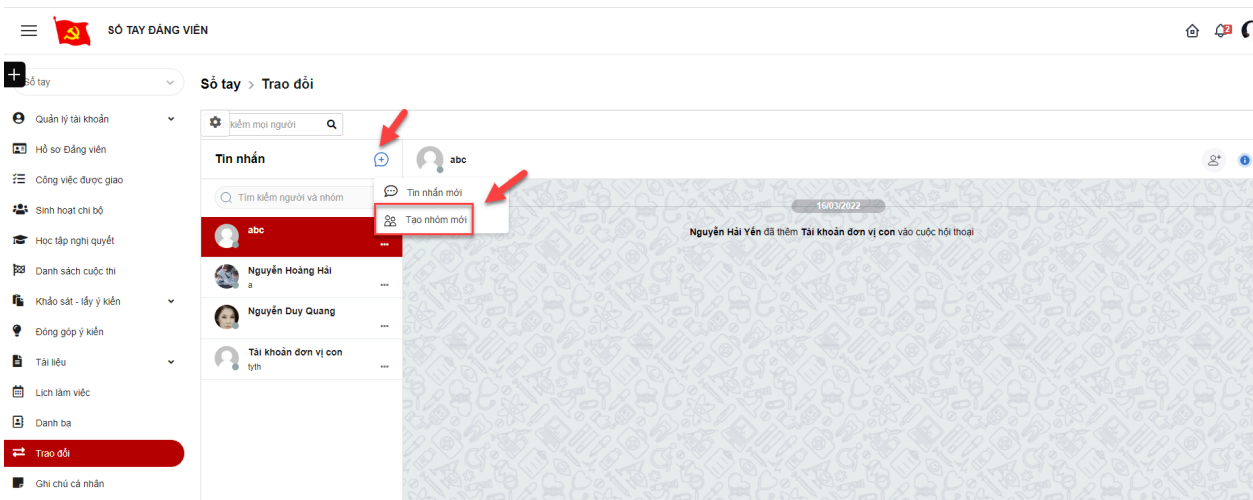 SỔ TAY ĐẢNG VIÊN
2
Sổ tay
Sổ tay > Trao đổi
Quản lý tài khoản
Hồ sơ Đảng viên
Công việc được giao
Sinh hoạt chi bộ
Học tập nghị quyết
Danh sách cuộc thi
Khảo sát - lấy ý kiến
Đóng góp ý kiến
Tài liệu
Lịch làm việc
Danh bạ
Trao đổi
Ghi chú cá nhân
kiếm mọi người
Tin nhắn
Tìm kiếm người và nhóm
Tin nhắn mới
Tạo nhóm mới
abc
Nguyễn Hoàng Hải
a
Nguyễn Duy Quang
Tài khoản đơn vị con
tyth
abc
16/03/2022
Nguyễn Hải Yến đã thêm Tài khoản đơn vị con vào cuộc hội thoại